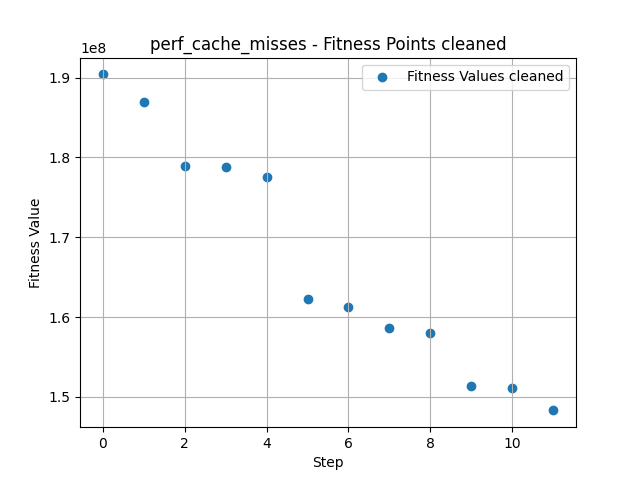 perf_cache_misses - Fitness Points cleaned
1e8
Fitness Values cleaned
1.9
1.8
1.7
1.6
1.5
Fitness Value
0 2 4 6 8 10
Step